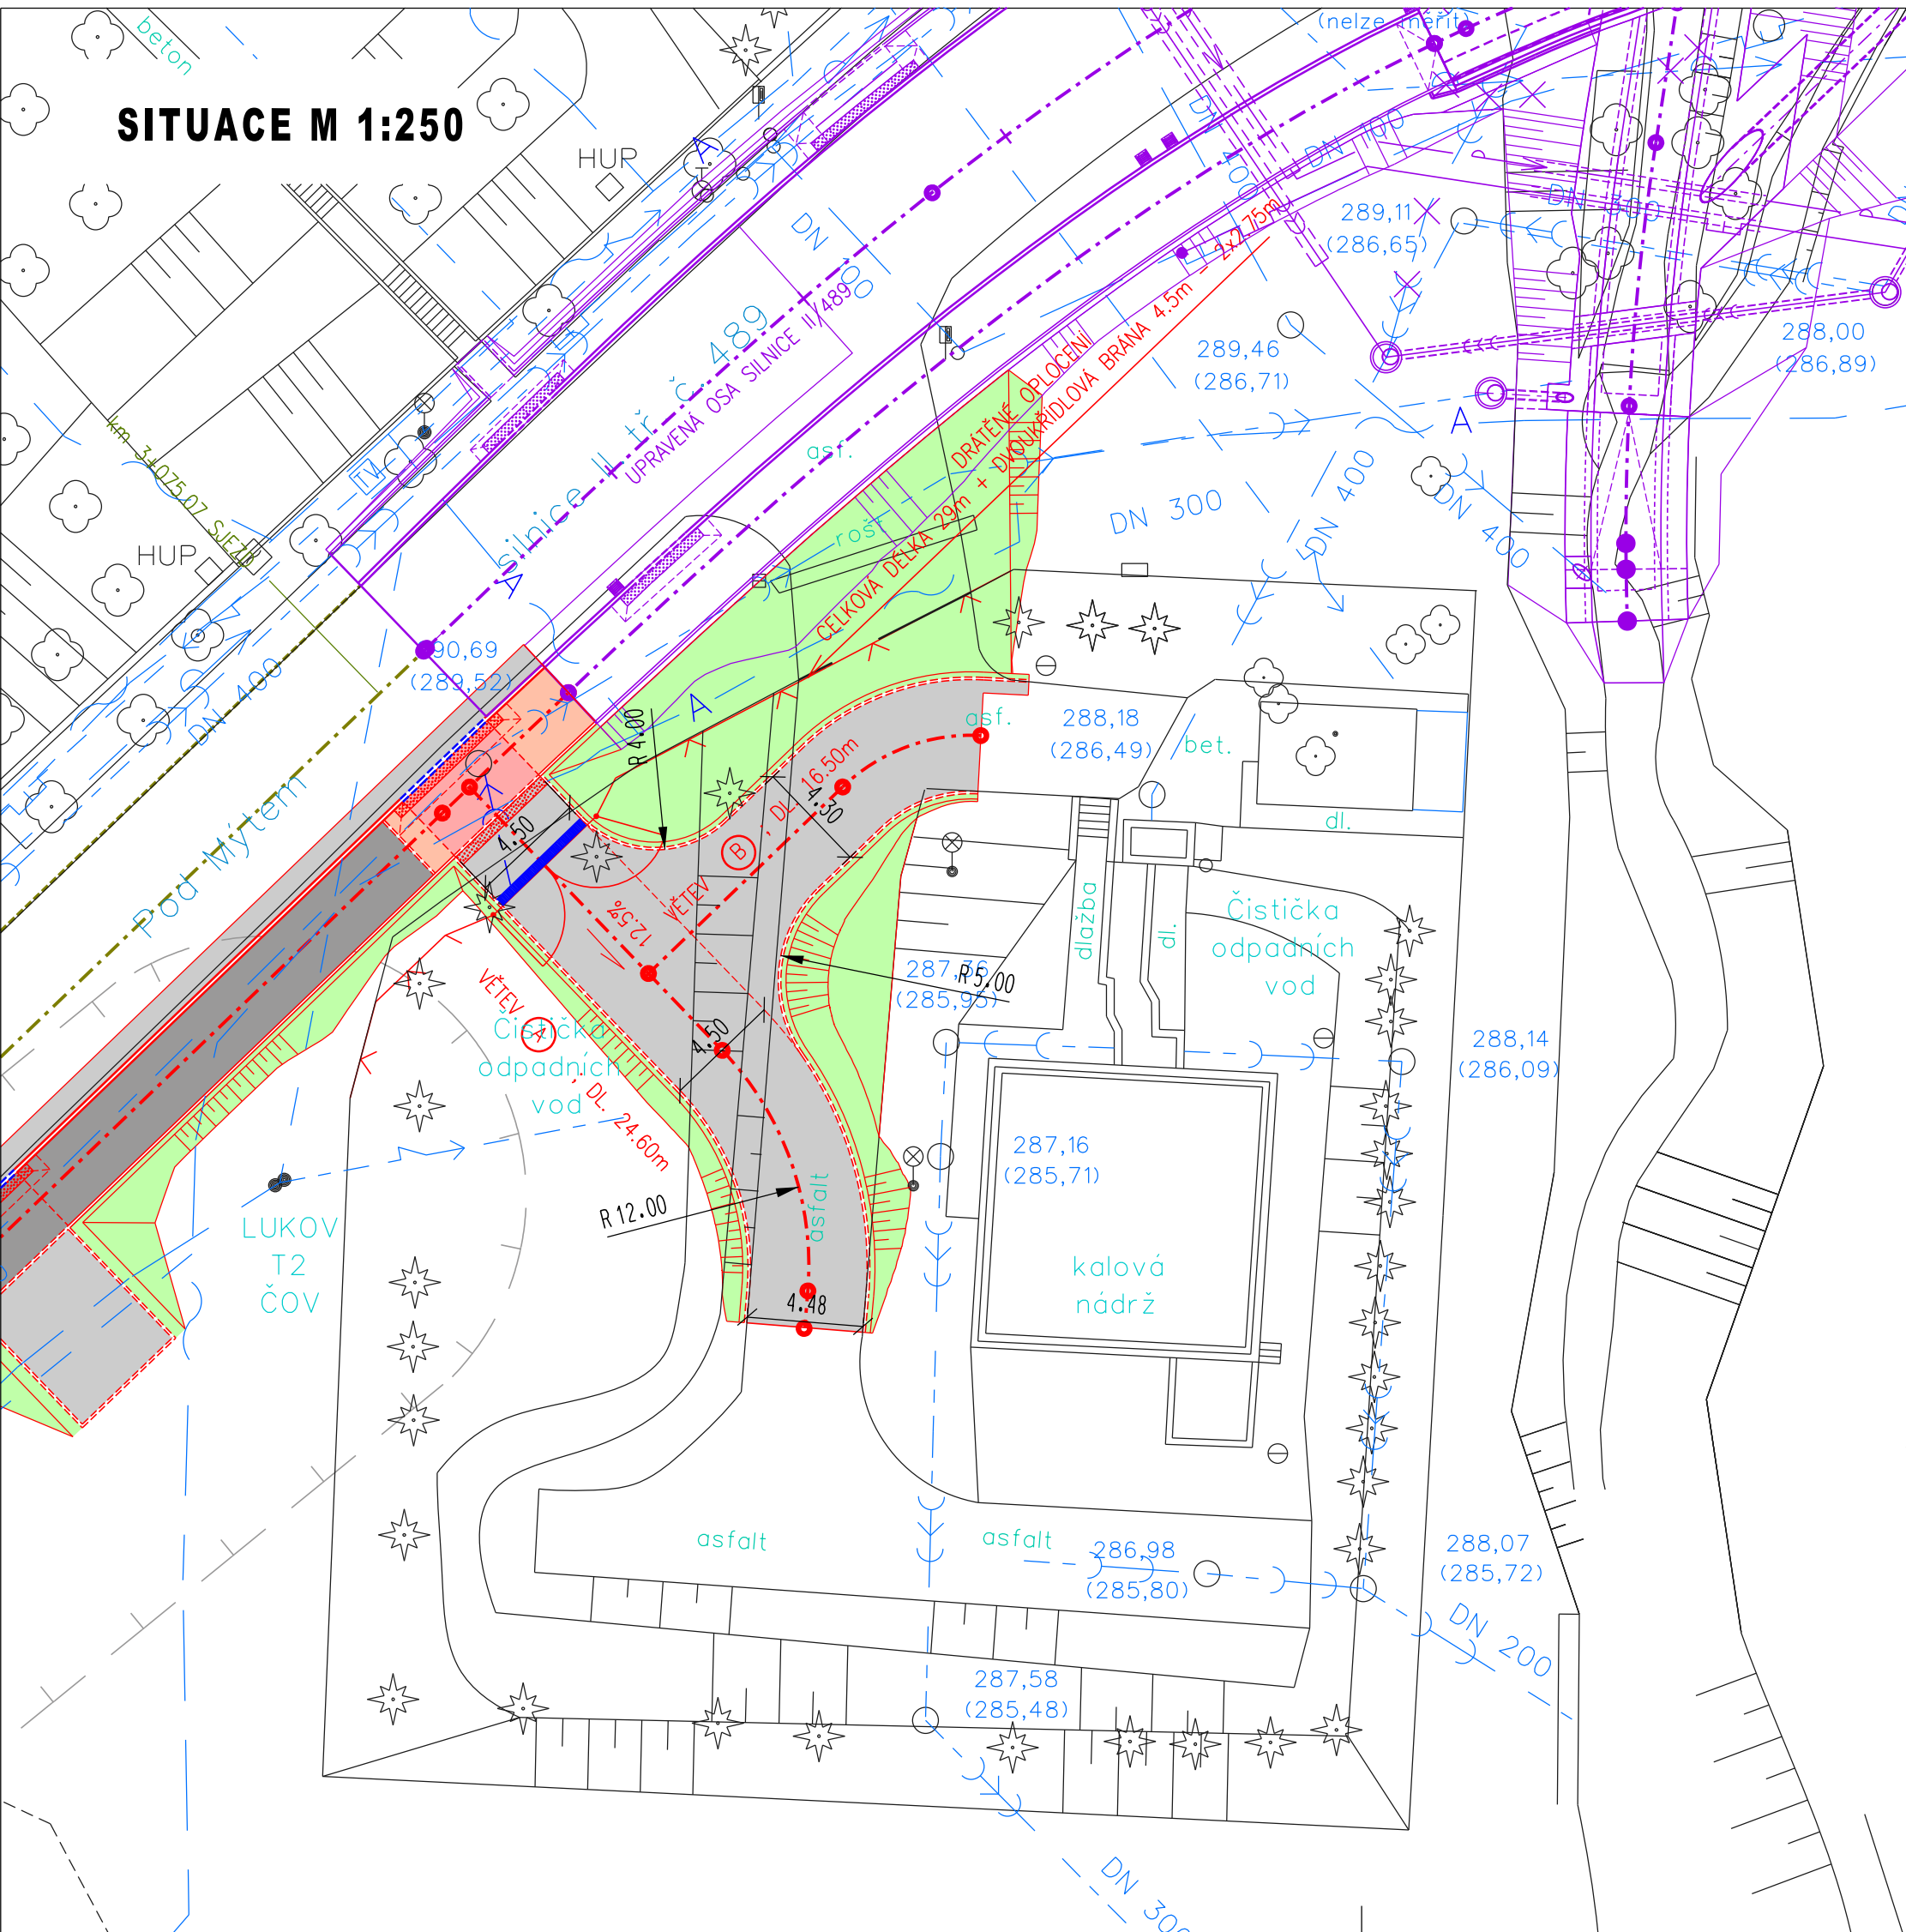 beton
SITUACE M 1:250
HUP
(nelze měřit)
DN 400
DN 100
DN 300
289,11
(286,65)
288,00
(286,89)
289,46
(286,71)
A
DN
silnice II. tř. č. 489
UPRAVENÁ OSA SILNICE II/489
DRÁTĚNÉ OPLOCENÍ
CELKOVÁ DÉLKA 29m + DVOUKŘÍDLOVÁ BRÁNA 4.5m - 2x2.75m
asf.
rošt
TV
km 3+075.07 SJEZD
HUP
A
A
DN 300
DN 400
DN 400
A
90,69
(289,52)
DN 400
Pod Mýtem
R 4.00
asf.
288,18
(286,49)
bet.
dl.
4.50
4.30
VĚTEV B , DL. 16.50m
12.5%
dlažba
dl.
Čistička
odpadních
vod
287,36
(285,95)
R 5.00
VĚTEV A , DL. 24.60m
Čistička
odpadních
vod
4.50
288,14
(286,09)
287,16
(285,71)
R 12.00
asfalt
LUKOV
T2
ČOV
kalová
nádrž
4.48
asfalt
asfalt
286,98
(285,80)
288,07
(285,72)
DN 200
287,58
(285,48)
DN 300